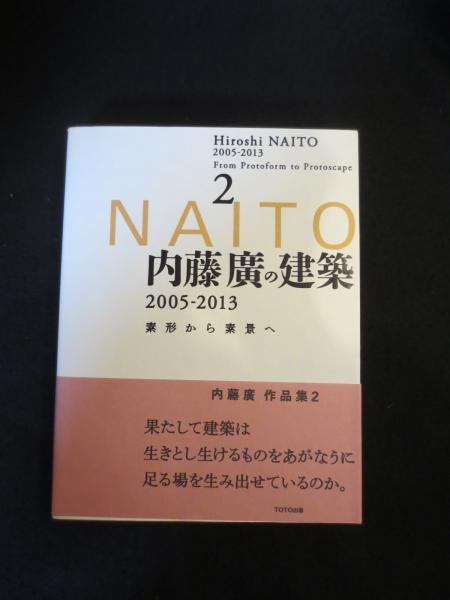 Hiroshi NAITO
2005-2013
From Protoform to Protoscape
2
NAITO
内藤廣の建築
2005-2013
素形から素景へ
内藤廣 作品集2
果たして建築は
生きとし生けるものをあがなうに
足る場を生み出せているのか。
TOTO出版